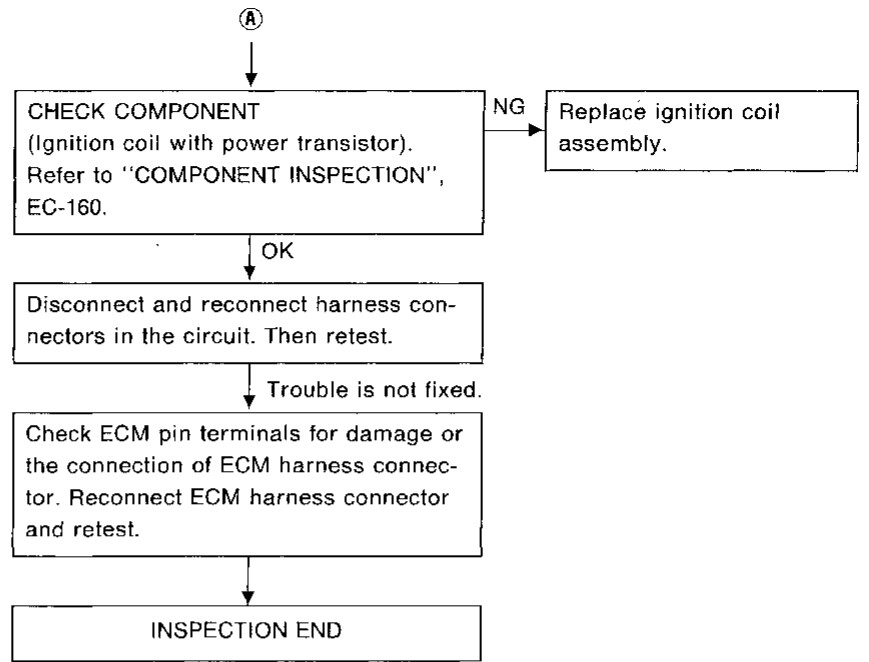 Ⓐ
CHECK COMPONENT
(Ignition coil with power transistor).
Refer to "COMPONENT INSPECTION",
EC-160.
NG
Replace ignition coil
assembly.
OK
Disconnect and reconnect harness con-
nectors in the circuit. Then retest.
Trouble is not fixed.
Check ECM pin terminals for damage or
the connection of ECM harness connec-
tor. Reconnect ECM harness connector
and retest.
INSPECTION END